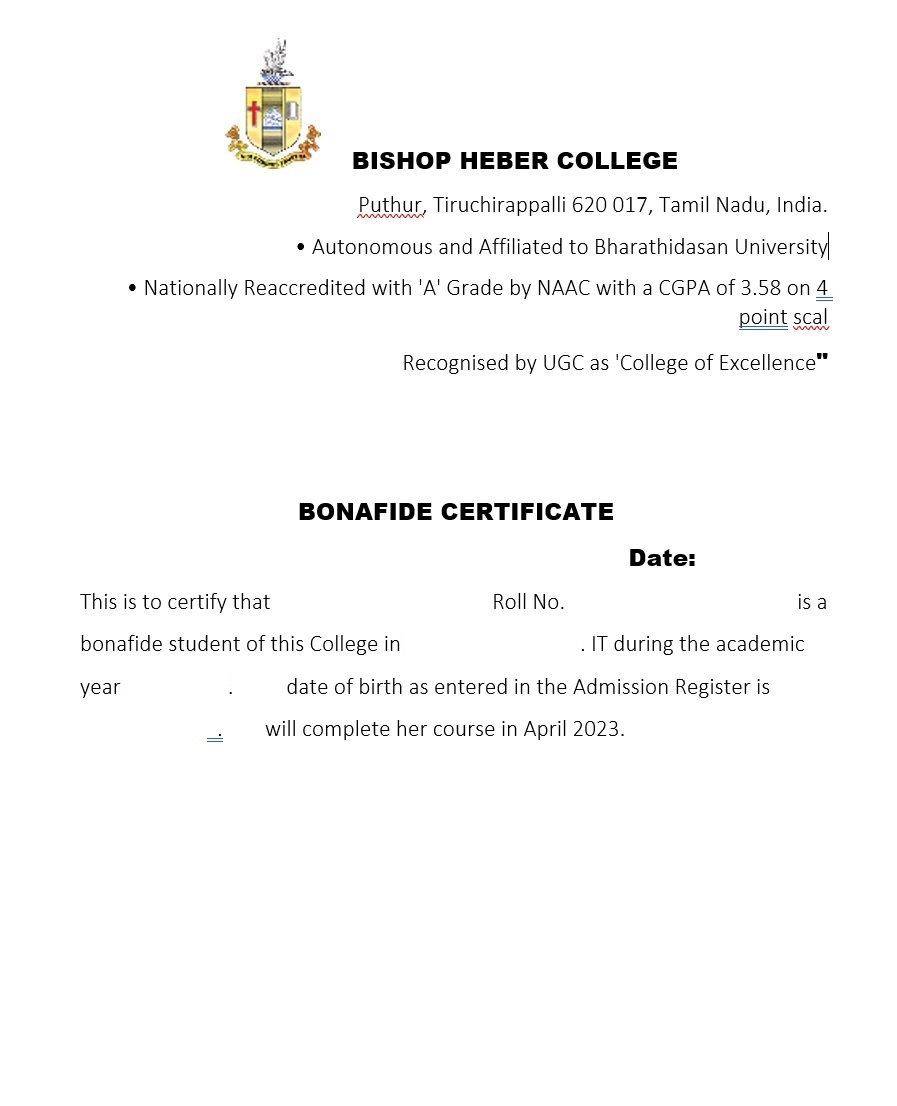 BISHOP HEBER COLLEGE
Puthur, Tiruchirappalli 620 017, Tamil Nadu, India.
• Autonomous and Affiliated to Bharathidasan University
• Nationally Reaccredited with 'A' Grade by NAAC with a CGPA of 3.58 on 4
point scal
Recognised by UGC as 'College of Excellence"
BONAFIDE CERTIFICATE
Date:
This is to certify that Roll No. is a
bonafide student of this College in . IT during the academic
year . date of birth as entered in the Admission Register is
. will complete her course in April 2023.